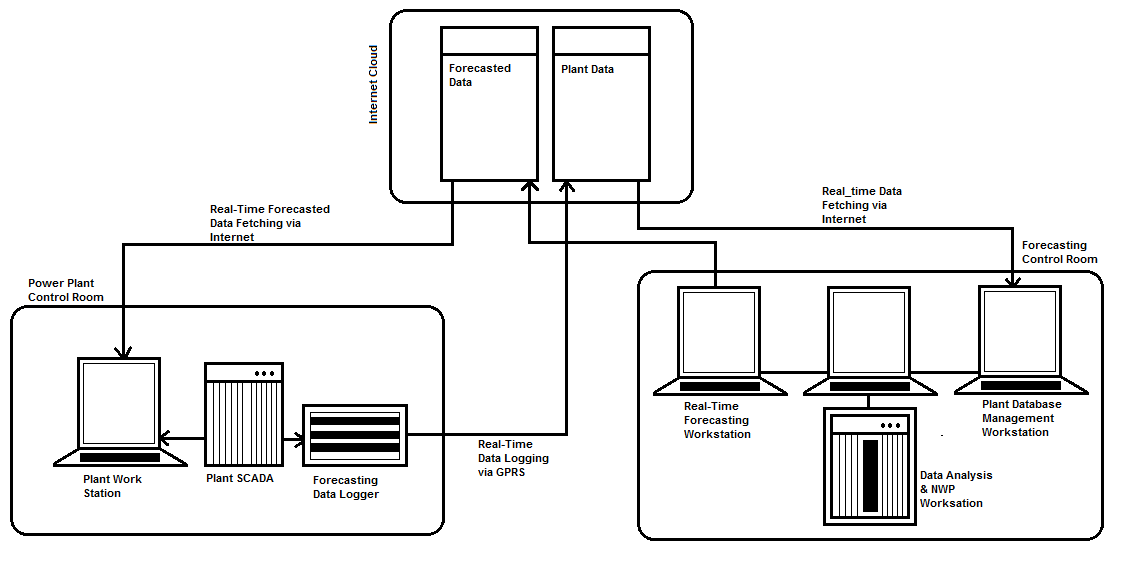 Internet Cloud
Forecasted
Data
Plant Data
Real-Time Forecasted
Data Fetching via
Internet
Real_time Data
Fetching via
Internet
Power Plant
Control Room
Forecasting
Control Room
Plant Work
Station
Plant SCADA
Forecasting
Data Logger
Real-Time
Data Logging
via GPRS
Real-Time
Forecasting
Workstation
Plant Database
Management
Workstation
Data Analysis
& NWP
Worksation